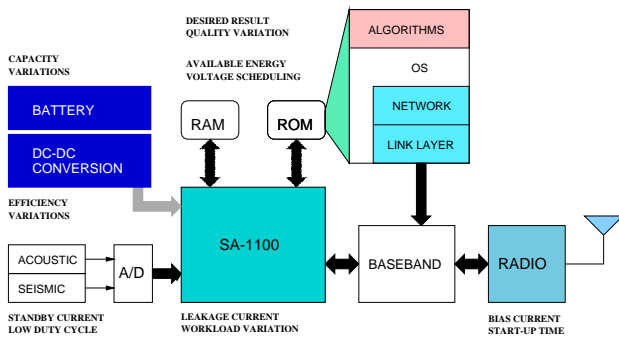 DESIRED RESULT
QUALITY VARIATION
ALGORITHMS
OS
NETWORK
LINK LAYER
CAPACITY
VARIATIONS
AVAILABLE ENERGY
VOLTAGE SCHEDULING
BATTERY
DC-DC
CONVERSION
RAM
ROM
EFFICIENCY
VARIATIONS
SA-1100
ACOUSTIC
SEISMIC
A/D
BASEBAND
RADIO
STANDBY CURRENT
LOW DUTY CYCLE
LEAKAGE CURRENT
WORKLOAD VARIATION
BIAS CURRENT
START-UP TIME